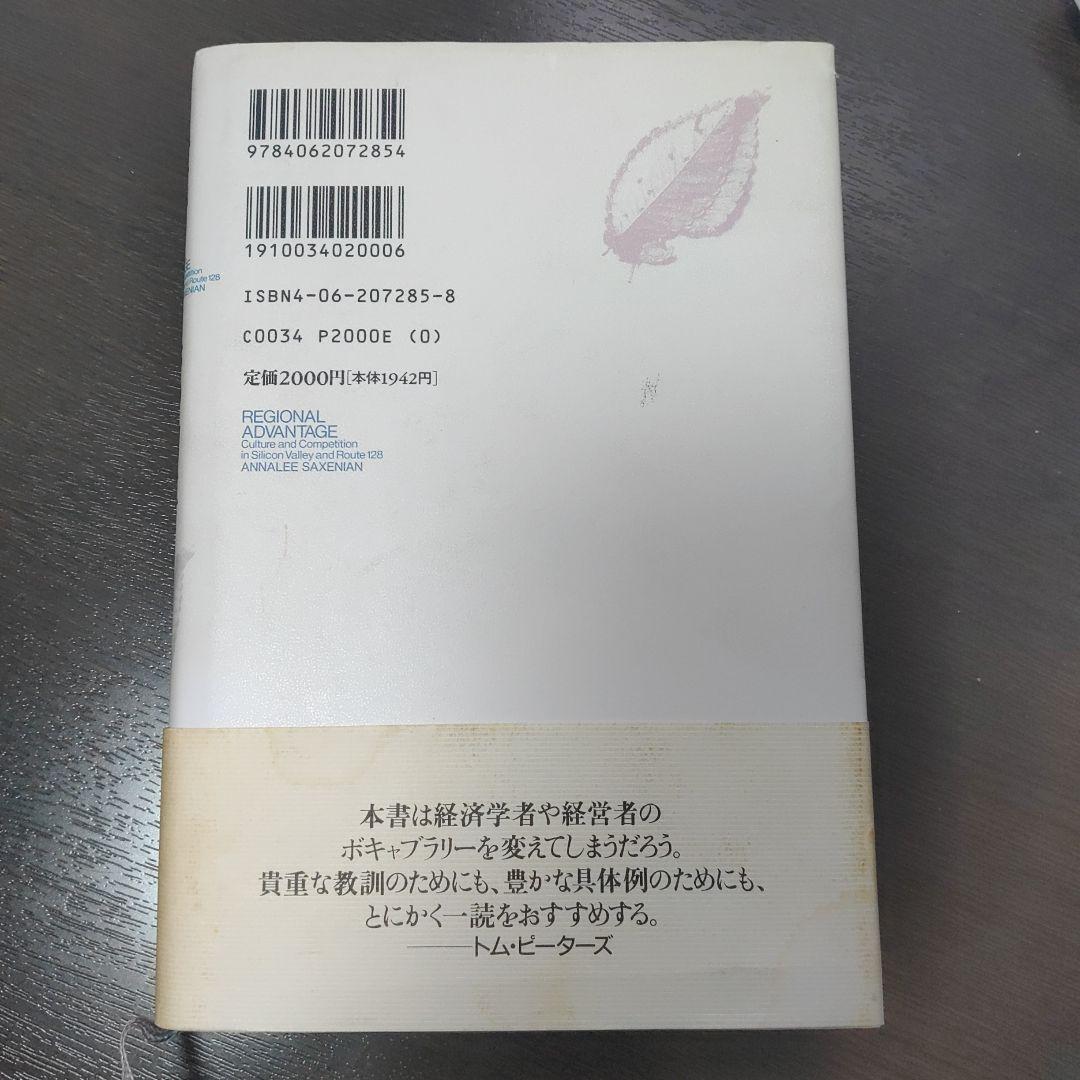 9784062072854
1910034020006
ISBN4-06-207285-8
C0034 P2000E (0)
定価2000円[本体1942円]
REGIONAL
ADVANTAGE
Culture and Competition
in Silicon Valley and Route 128
ANNALEE SAXENIAN
本書は経済学者や経営者の
ボキャブラリーを変えてしまうだろう。
貴重な教訓のためにも、豊かな具体例のためにも、
とにかく一読をおすすめする。
——トム・ピーターズ